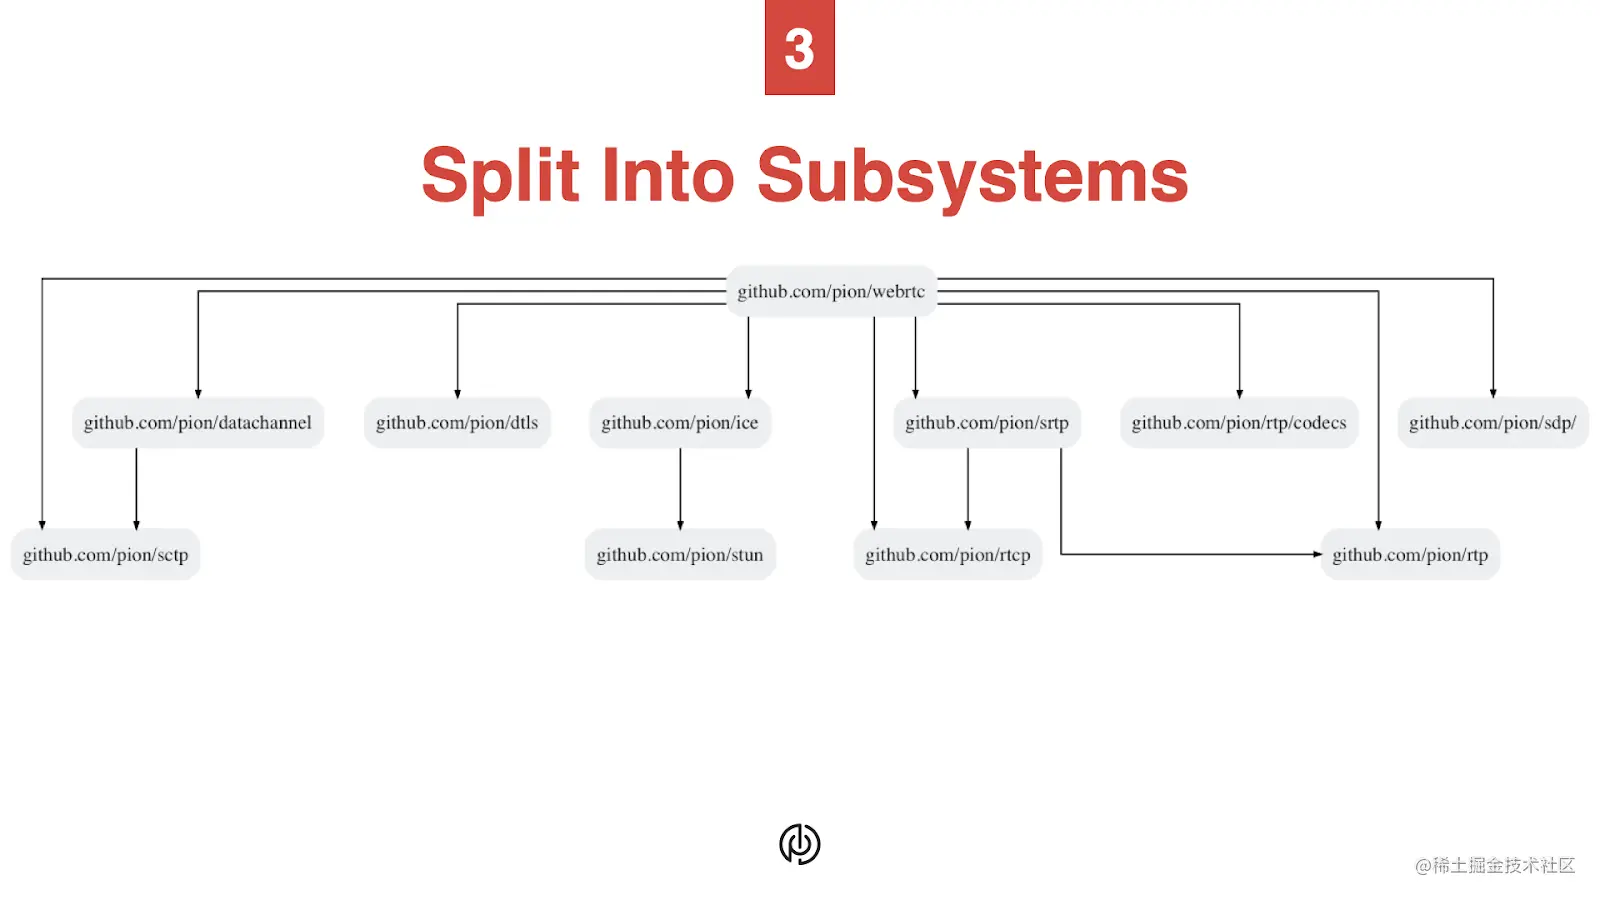 3
Split Into Subsystems
github.com/pion/webrtc
github.com/pion/datachannel
github.com/pion/dtls
github.com/pion/ice
github.com/pion/srtp
github.com/pion/rtp/codecs
github.com/pion/sdp/
github.com/pion/sctp
github.com/pion/stun
github.com/pion/rtcp
github.com/pion/rtp
@稀土掘金技术社区